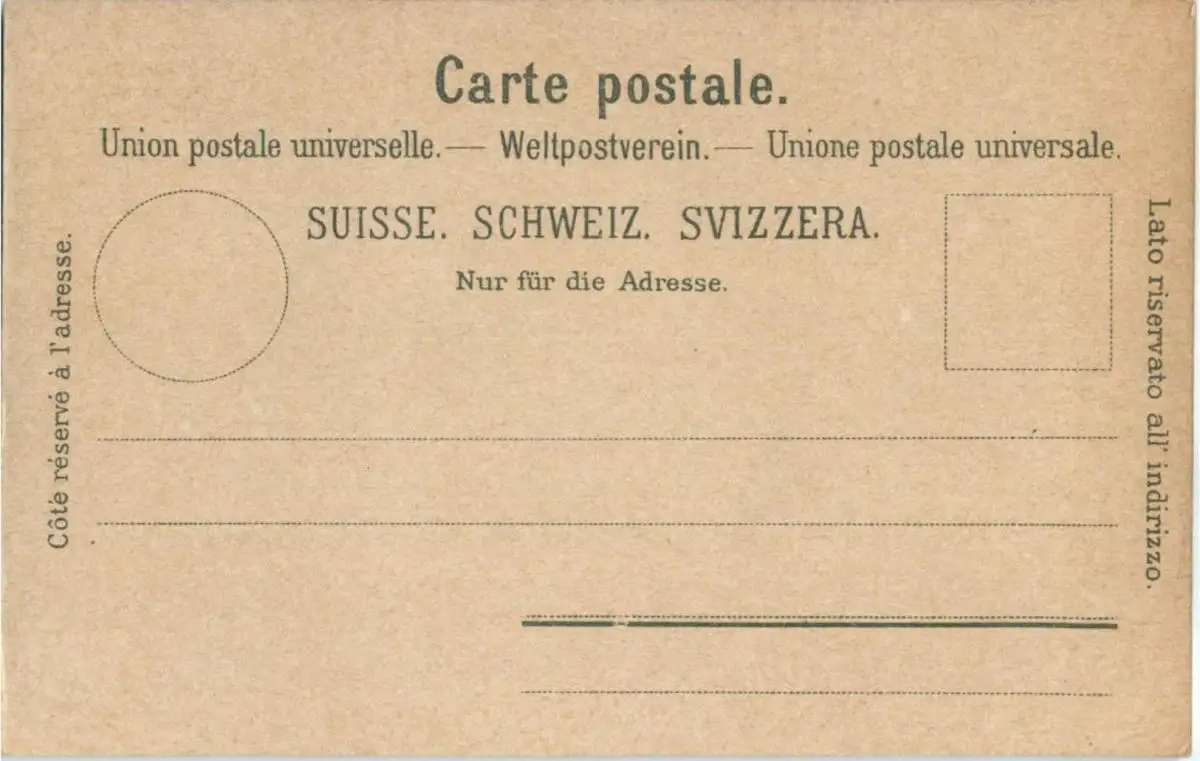 Carte postale.
Union postale universelle.— Weltpostverein.— Unione postale universale.
SUISSE. SCHWEIZ. SVIZZERA.
Nur für die Adresse.
Côté réservé à l'adresse.
Lato riservato all' indirizzo.